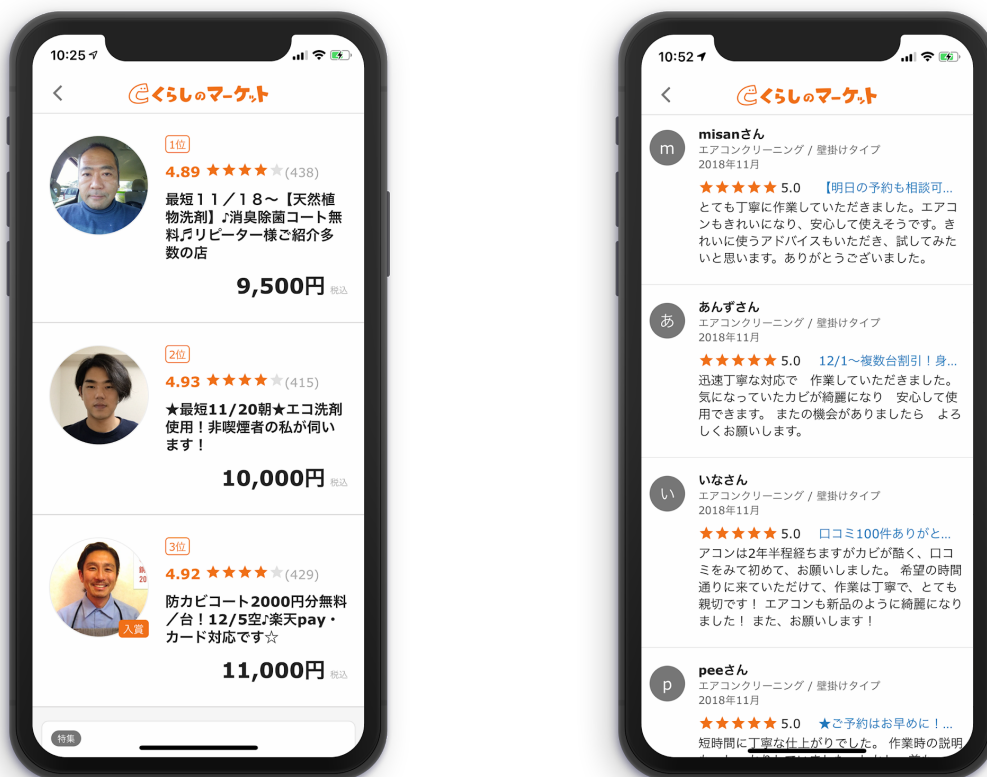 10:25
くらしのマーケット
1位
4.89 ★★★★★(438)
最短11／18〜【天然植
物洗剤】♪消臭除菌コート無
料♬リピーター様ご紹介多
数の店
9,500円 税込
2位
4.93 ★★★★★(415)
★最短11/20朝★エコ洗剤
使用！非喫煙者の私が伺い
ます！
10,000円 税込
3位
4.92 ★★★★★(429)
入賞
防カビコート2000円分無料
／台！12/5空♪楽天pay・
カード対応です☆
11,000円 税込
特集
10:52
くらしのマーケット
m
misanさん
エアコンクリーニング / 壁掛けタイプ
2018年11月
★★★★★ 5.0 【明日の予約も相談可...
とても丁寧に作業していただきました。エアコ
ンもきれいになり、安心して使えそうです。き
れいに使うアドバイスもいただき、試してみた
いと思います。ありがとうございました。
あ
あんずさん
エアコンクリーニング / 壁掛けタイプ
2018年11月
★★★★★ 5.0 12/1〜複数台割引！身...
迅速丁寧な対応で　作業していただきました。
気になっていたカビが綺麗になり　安心して使
用できます。 またの機会がありましたら　よろ
しくお願いします。
い
いなさん
エアコンクリーニング / 壁掛けタイプ
2018年11月
★★★★★ 5.0 口コミ100件ありがと...
アコンは2年半程経ちますがカビが酷く、口コ
ミをみて初めて、お願いしました。 希望の時間
通りに来ていただけて、作業は丁寧で、とても
親切です！ エアコンも新品のように綺麗になり
ました！ また、お願いします！
p
peeさん
エアコンクリーニング / 壁掛けタイプ
2018年11月
★★★★★ 5.0 ★ご予約はお早めに！...
短時間に丁寧な仕上がりでした。 作業時の説明